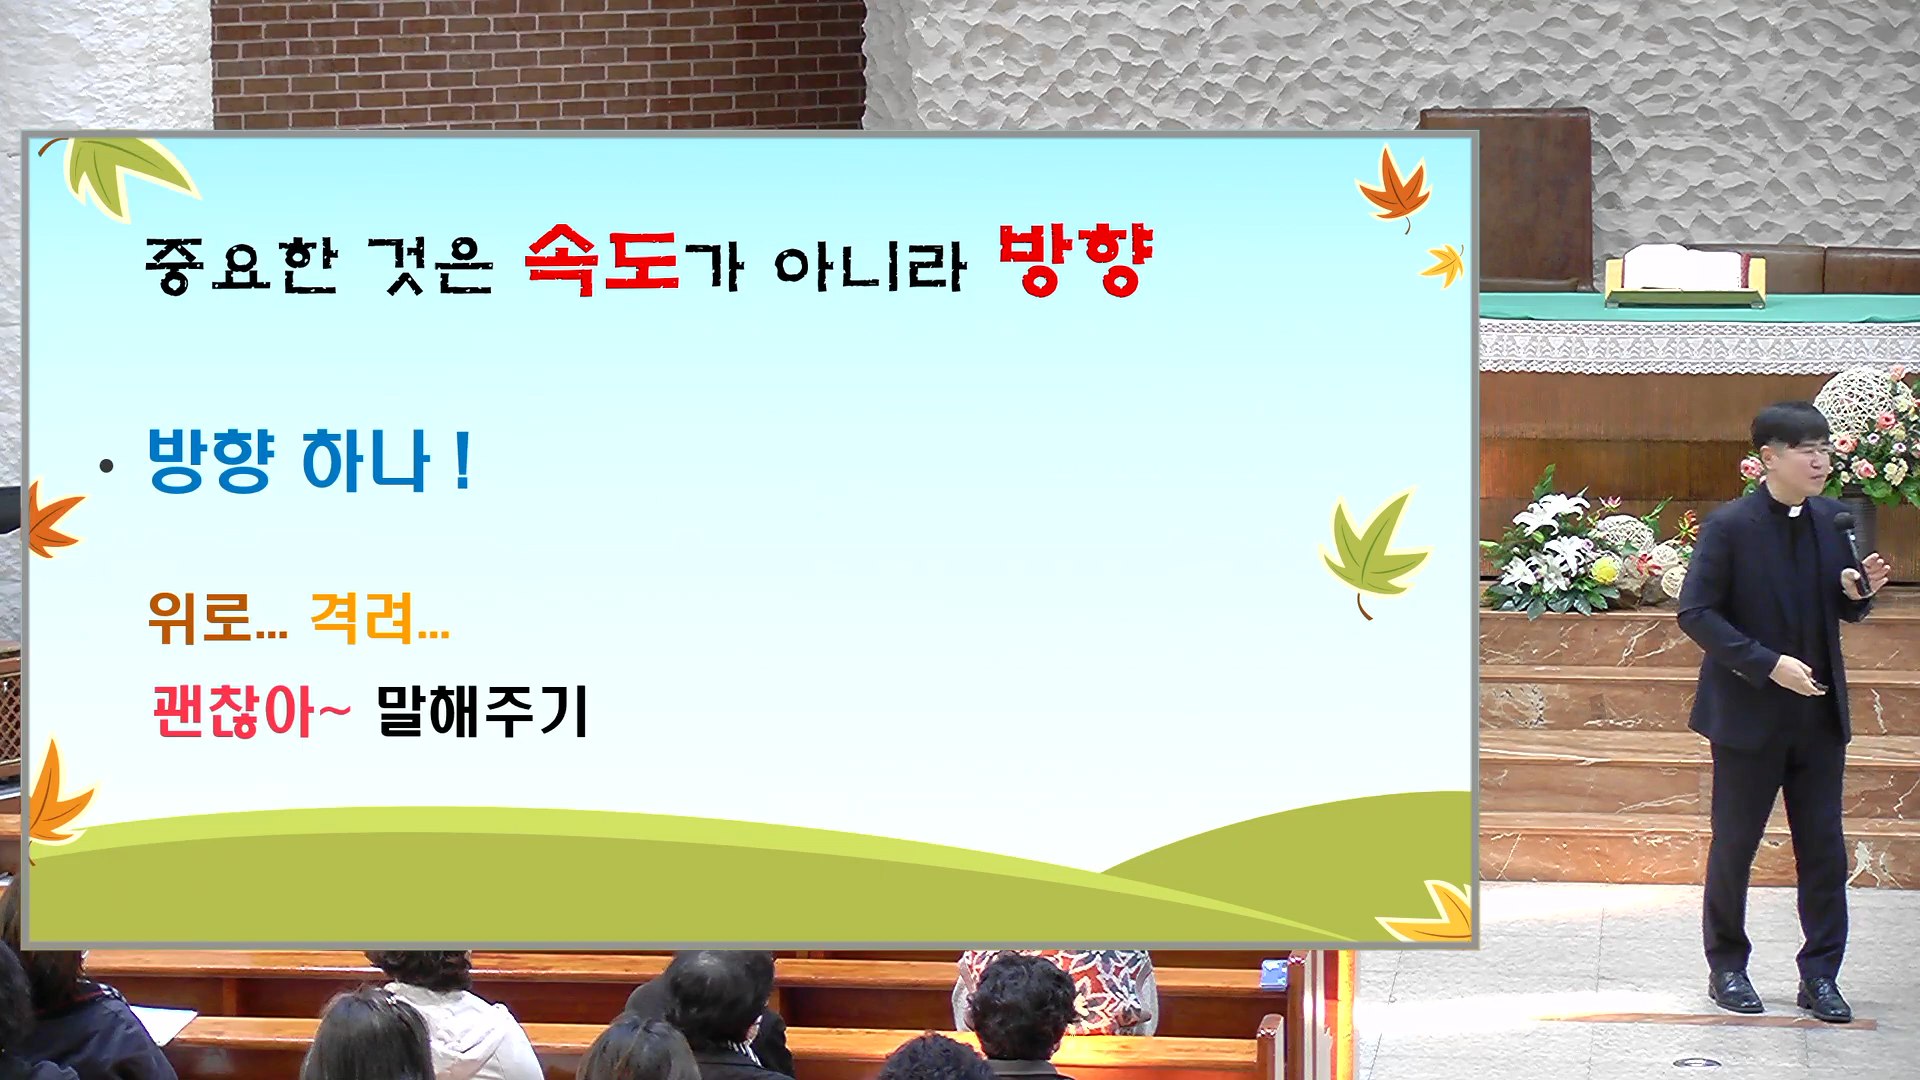 중요한 것은 속도가 아니라 방향
• 방향 하나 !
위로... 격려...
괜찮아~ 말해주기